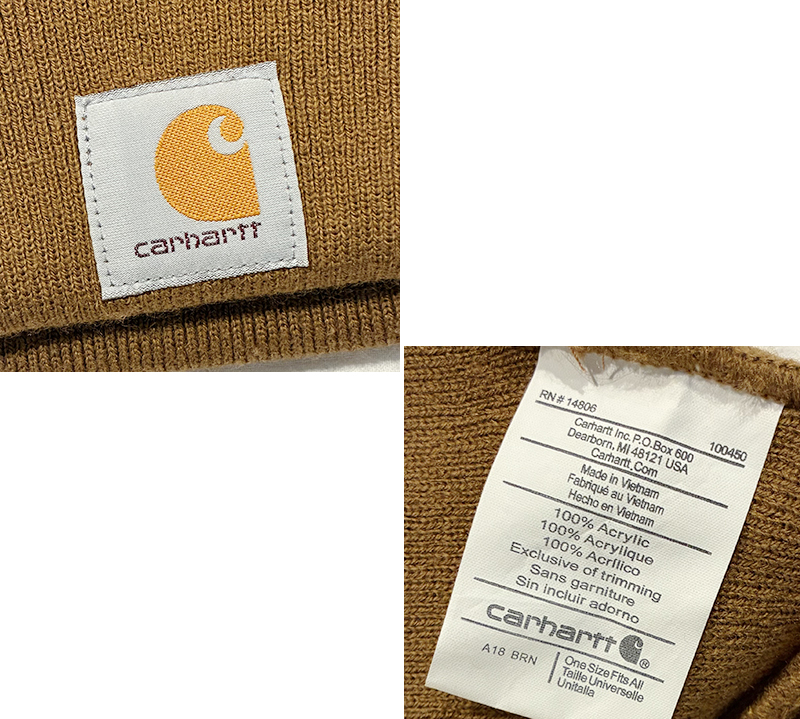 carhartt
RN# 14806
100450
Carhartt Inc. P.O.Box 600
Dearborn, MI 48121 USA
Carhartt.Com
Made in Vietnam
Fabriqué au Vietnam
Hecho en Vietnam
100% Acrylic
100% Acrylique
100% Acrílico
Exclusive of trimming
Sans garniture
Sin incluir adorno
carhartt®
A18 BRN
One Size Fits All
Taille Universelle
Unitalla